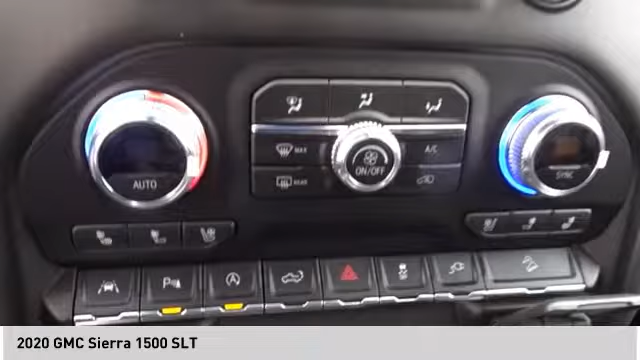 MAX
A/C
AUTO
REAR
ON/OFF
SYNC
P
A
2020 GMC Sierra 1500 SLT